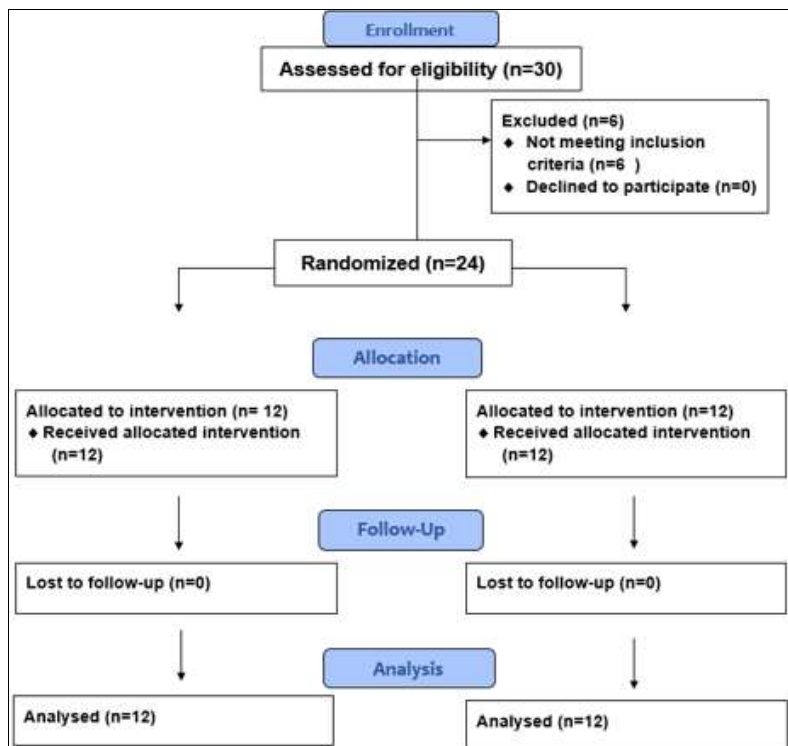 Enrollment
Assessed for eligibility (n=30)
Excluded (n=6)
◆ Not meeting inclusion
criteria (n=6 )
◆ Declined to participate (n=0)
Randomized (n=24)
Allocation
Allocated to intervention (n= 12)
◆ Received allocated intervention
(n=12)
Allocated to intervention (n=12)
◆ Received allocated intervention
(n=12)
Follow-Up
Lost to follow-up (n=0)
Lost to follow-up (n=0)
Analysis
Analysed (n=12)
Analysed (n=12)